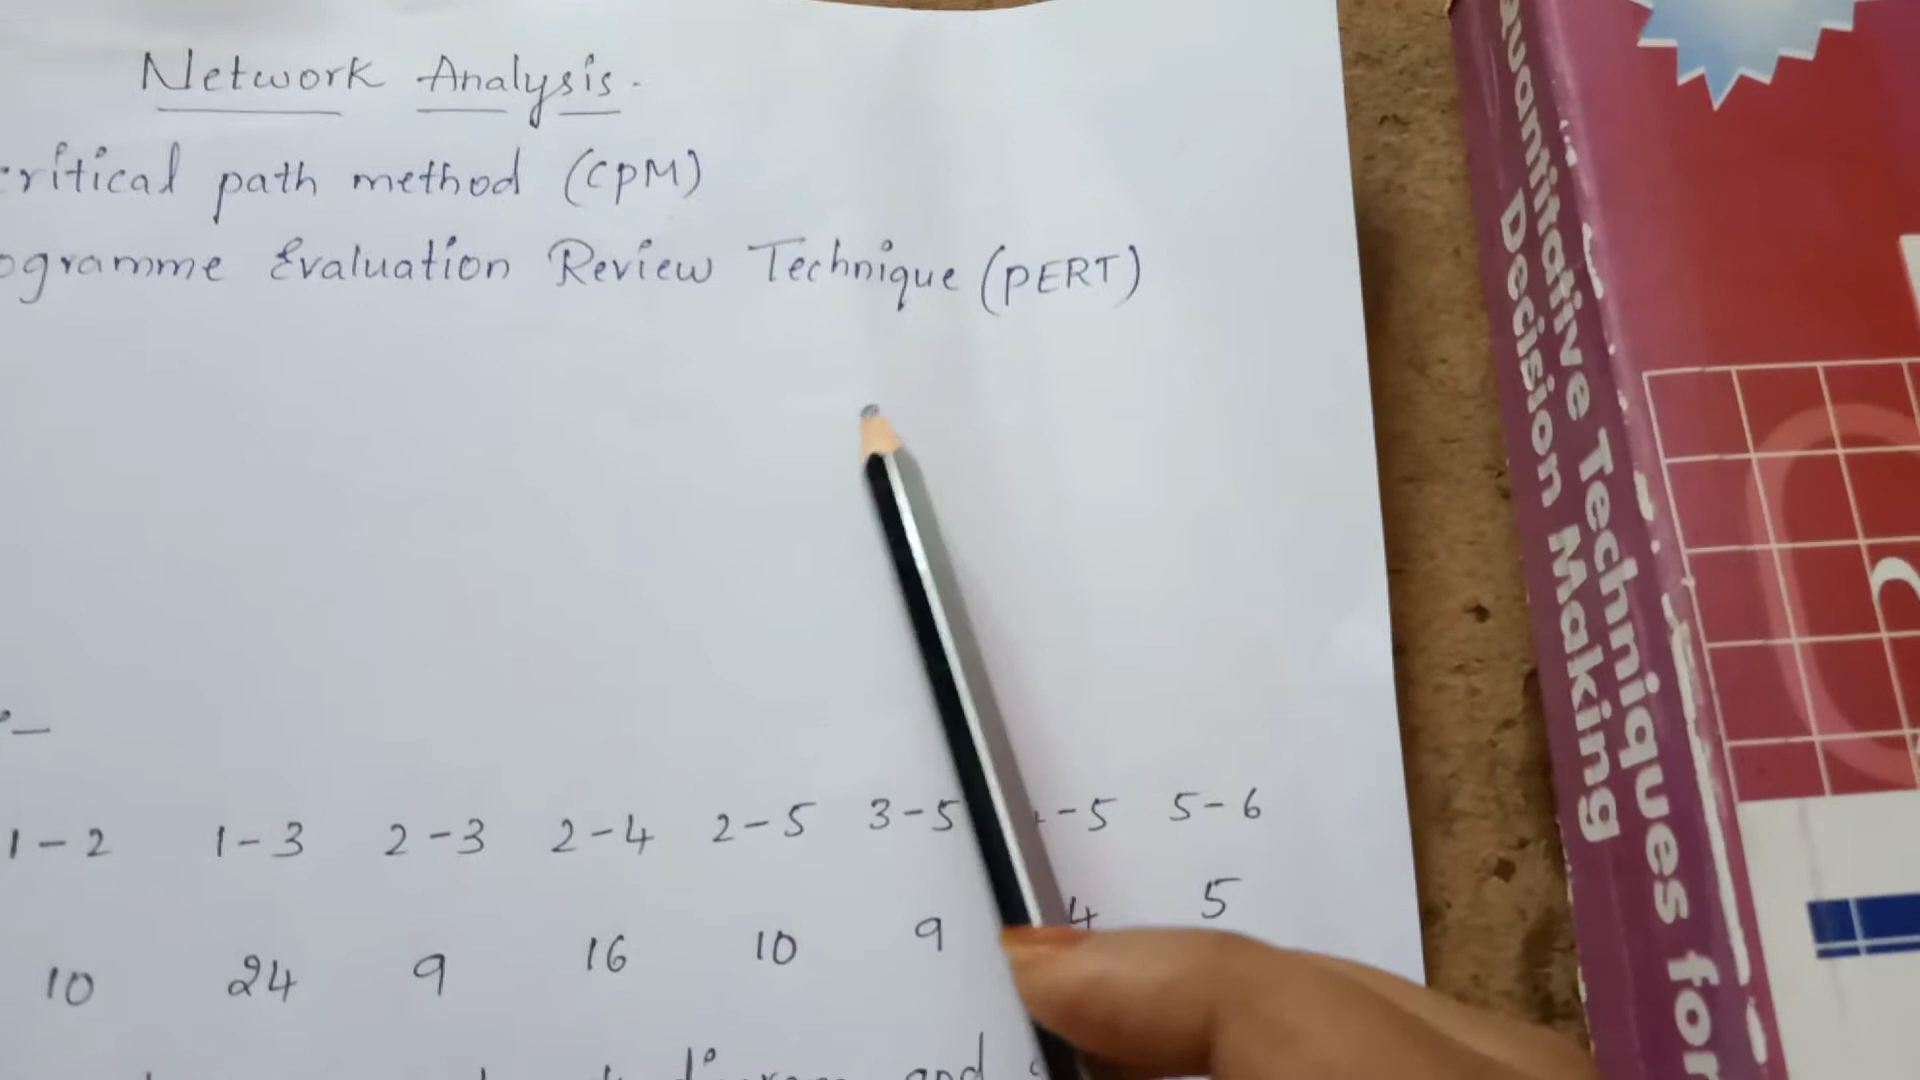 Network Analysis.
critical path method (CPM)
ogramme Evaluation Review Technique (PERT)
1-2 1-3 2-3 2-4 2-5 3-5 -5 5-6
10 24 9 16 10 9 4 5
and
Quantitative Techniques for
Decision Making